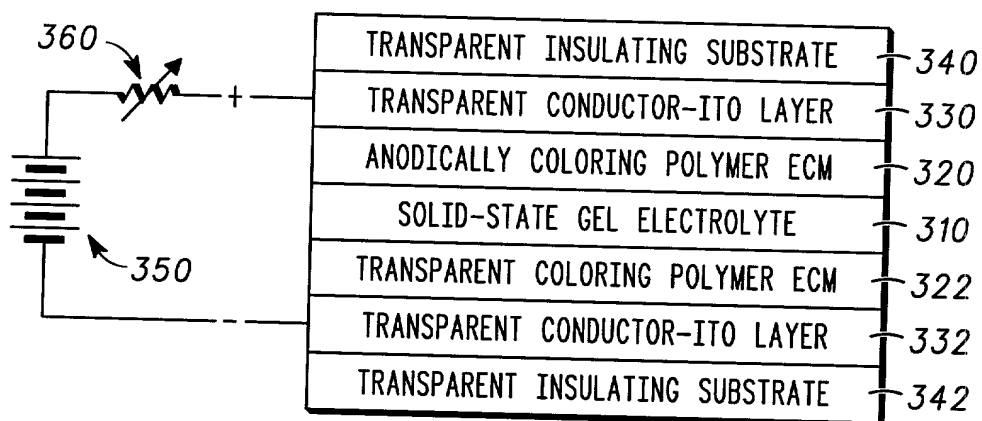 360
+
TRANSPARENT INSULATING SUBSTRATE 340
TRANSPARENT CONDUCTOR-ITO LAYER 330
ANODICALLY COLORING POLYMER ECM 320
SOLID-STATE GEL ELECTROLYTE 310
350
TRANSPARENT COLORING POLYMER ECM 322
-
TRANSPARENT CONDUCTOR-ITO LAYER 332
TRANSPARENT INSULATING SUBSTRATE 342